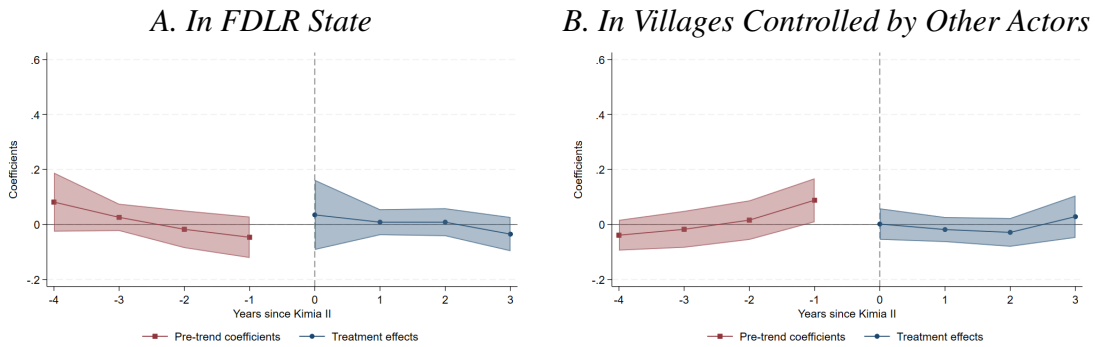 A. In FDLR State
B. In Villages Controlled by Other Actors
.6
.4
.2
0
-.2
Coefficients
-4 -3 -2 -1 0 1 2 3
Years since Kimia II
Pre-trend coefficients Treatment effects
.6
.4
.2
0
-.2
Coefficients
-4 -3 -2 -1 0 1 2 3
Years since Kimia II
Pre-trend coefficients Treatment effects